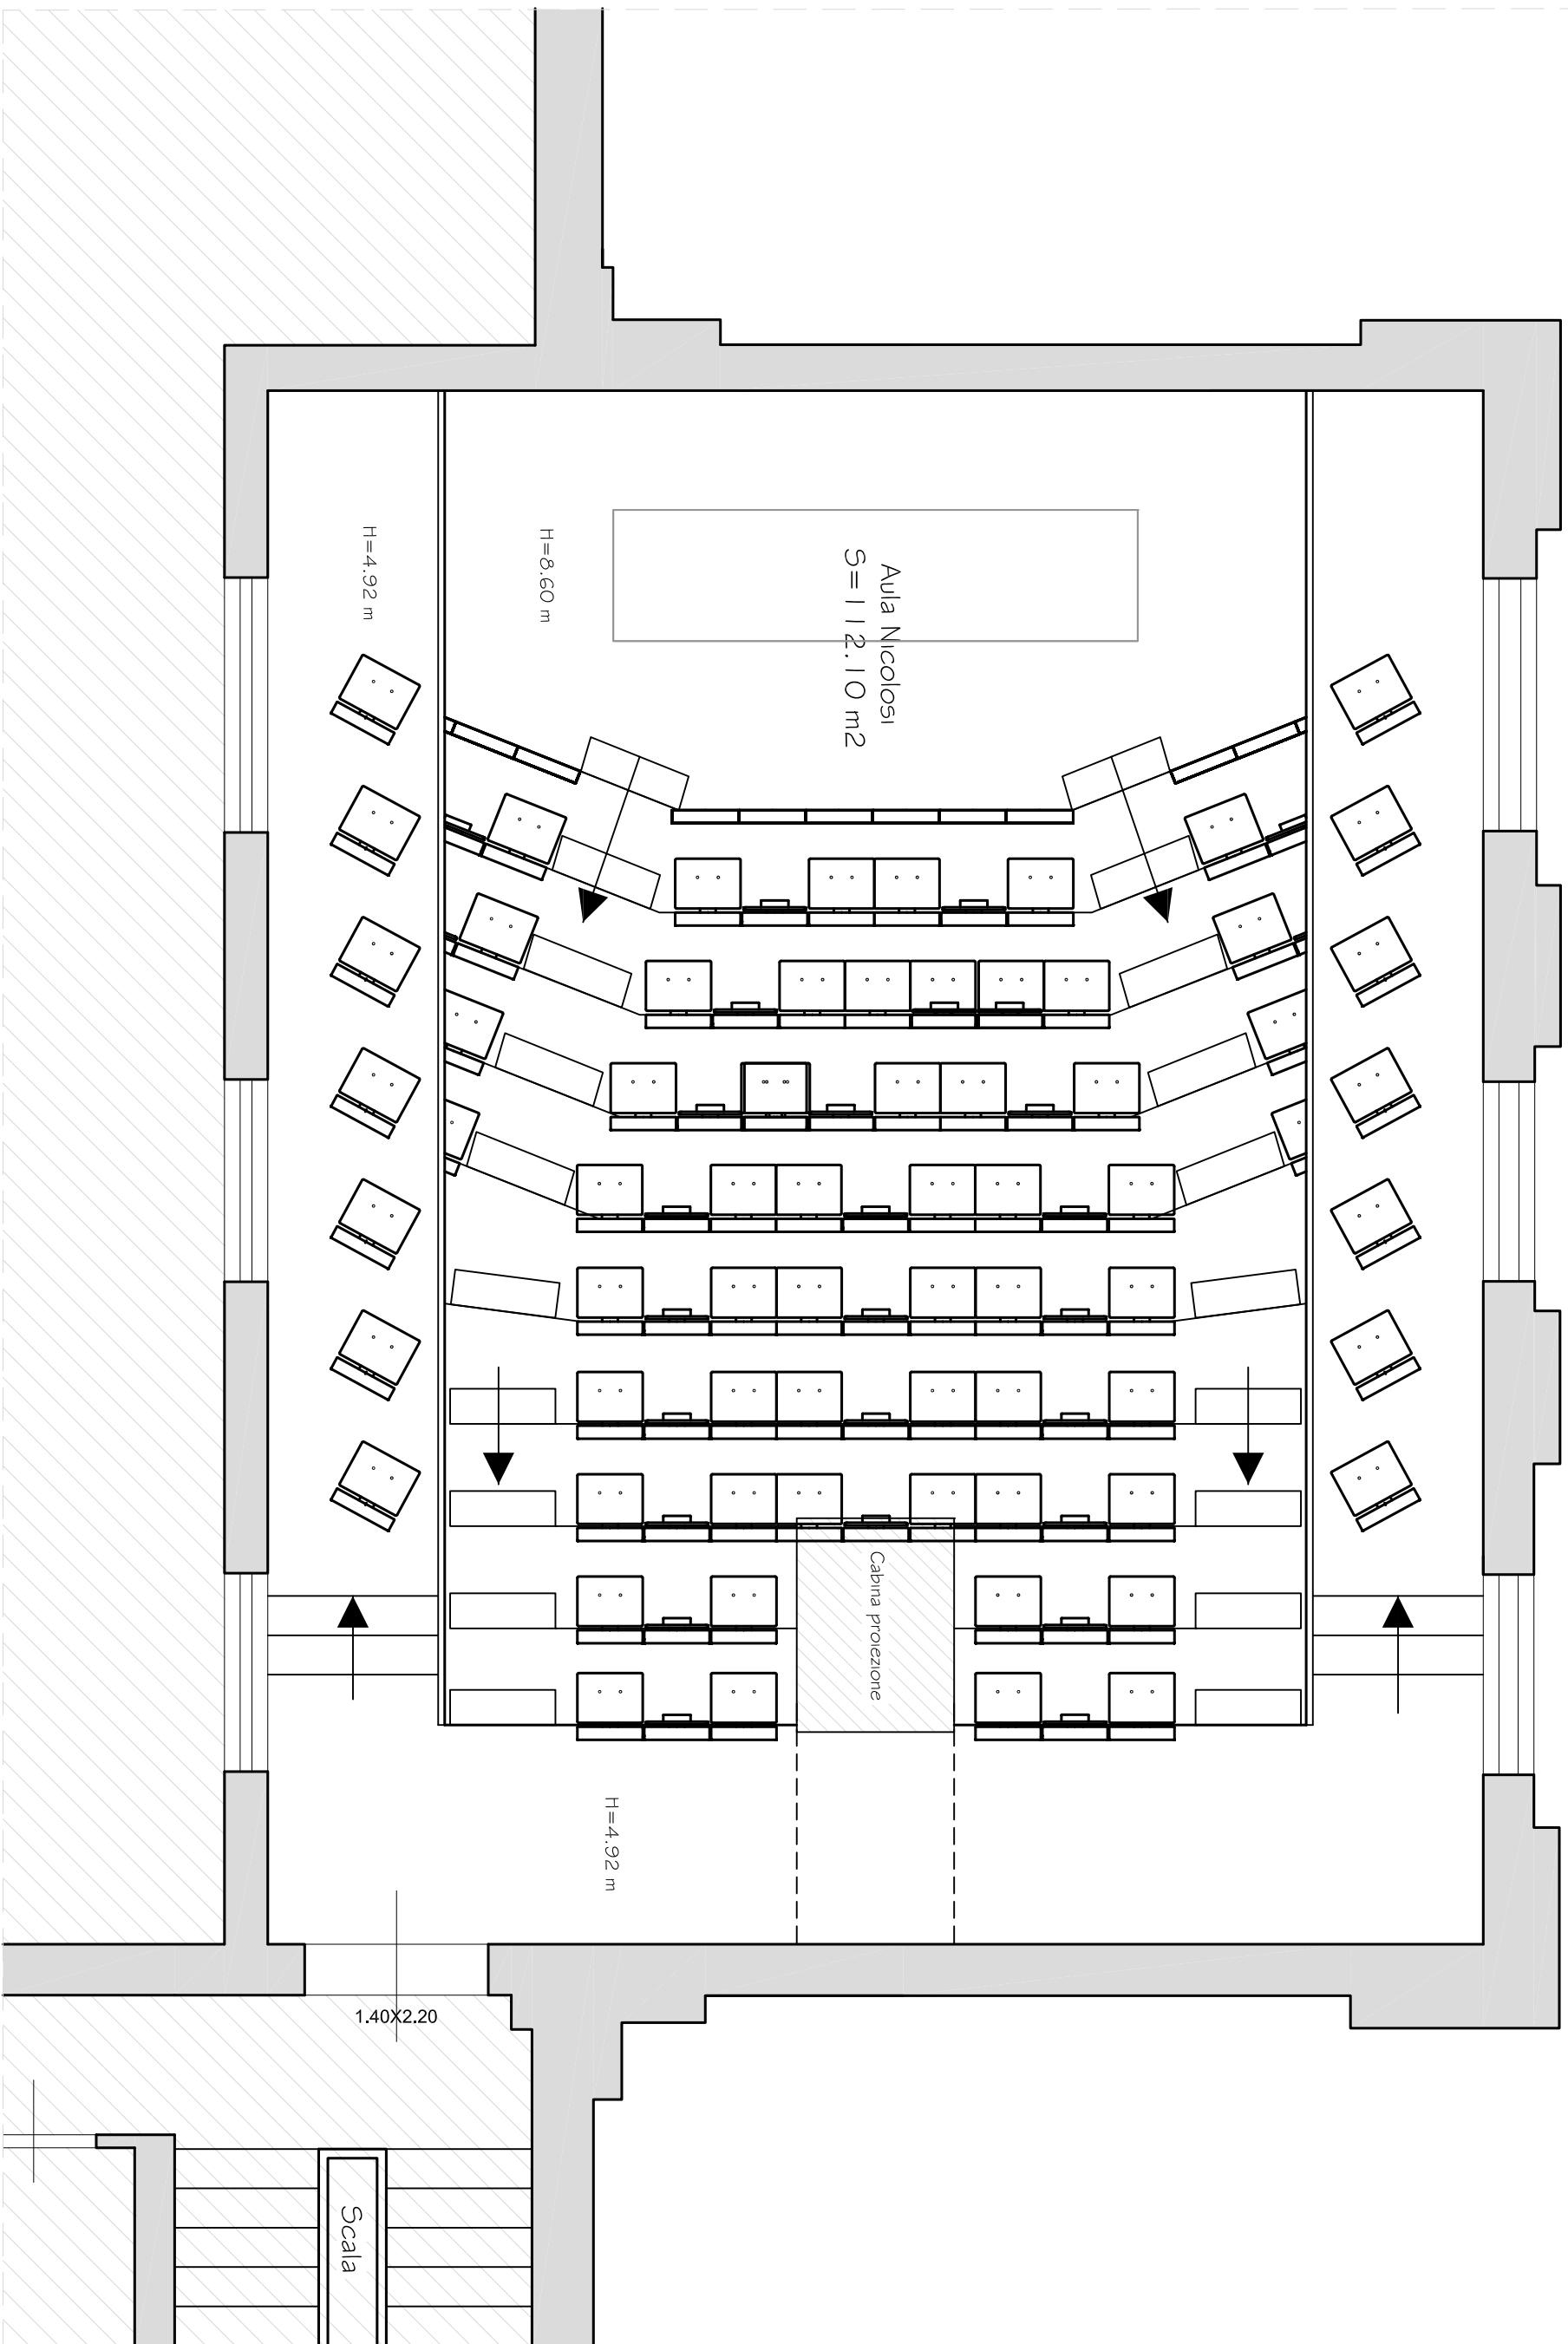 H=4.92 m
H=8.60 m
Aula Nicolosi
S=112.10 m2
Cabina proiezione
H=4.92 m
1.40X2.20
Scala